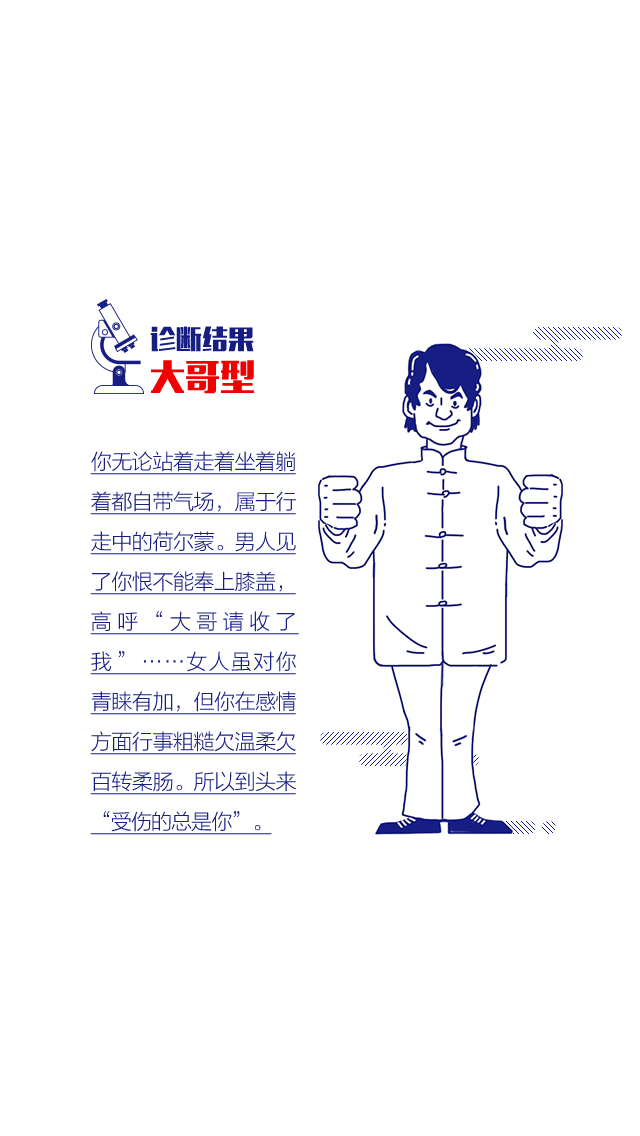 诊断结果
大哥型
你无论站着走着坐着躺
着都自带气场，属于行
走中的荷尔蒙。男人见
了你恨不能奉上膝盖，
高呼“大哥请收了
我”……女人虽对你
青睐有加，但你在感情
方面行事粗糙欠温柔欠
百转柔肠。所以到头来
“受伤的总是你”。